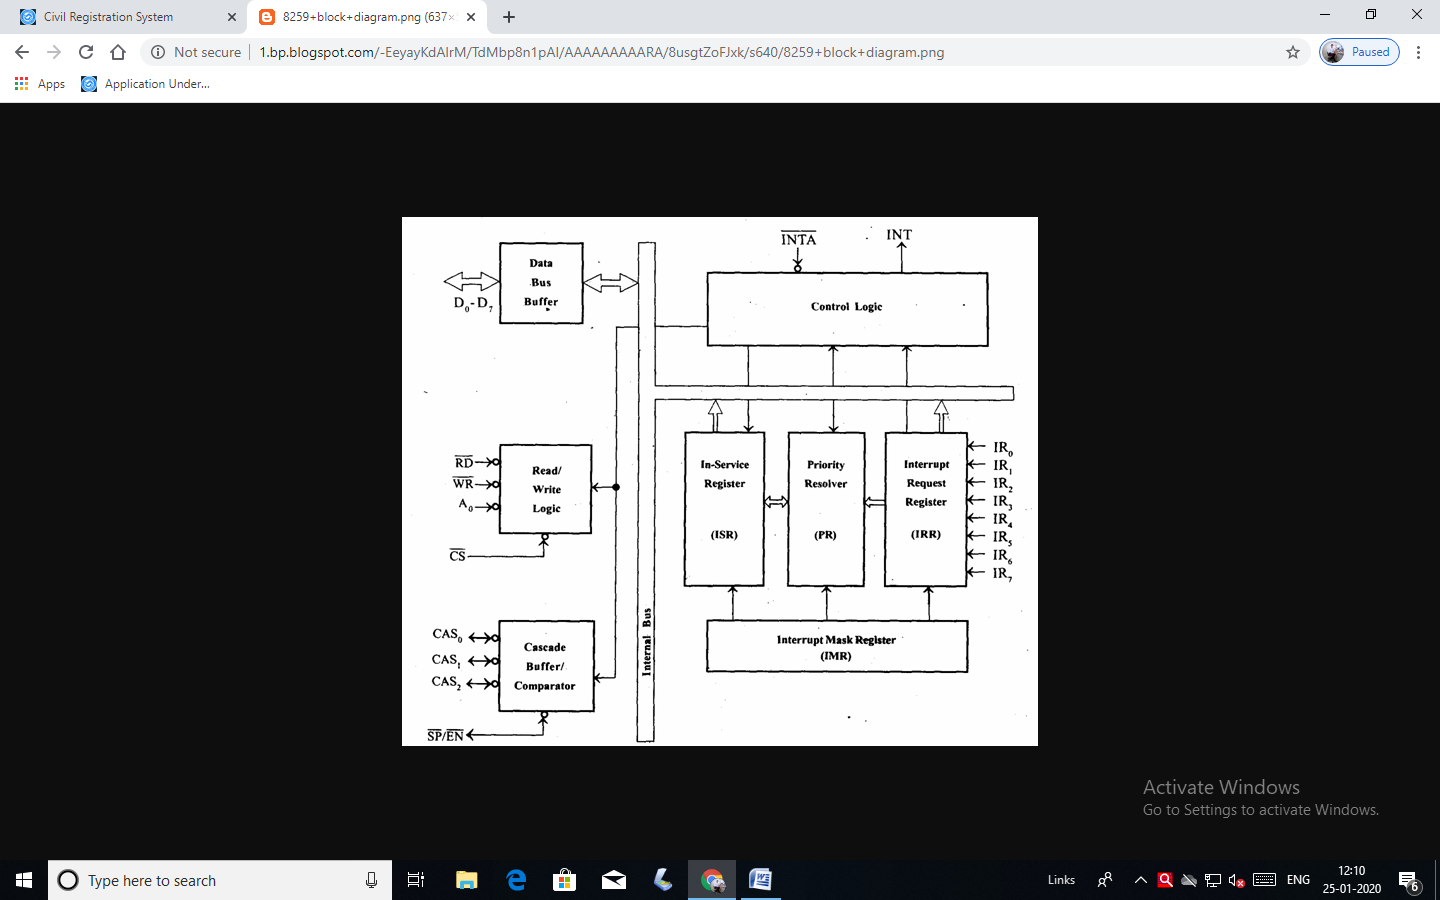 Civil Registration System
8259+block+diagram.png (637×
Not secure
1.bp.blogspot.com/-EeyayKdAlrM/TdMbp8n1pAI/AAAAAAAAARA/8usgtZoFJxk/s640/8259+block+diagram.png
Paused
Apps
Application Under...
INTA
INT
Data
Bus
Buffer
D0-D7
Control Logic
RD
WR
A0
CS
Read/
Write
Logic
In-Service
Register
(ISR)
Priority
Resolver
(PR)
Interrupt
Request
Register
(IRR)
IR0
IR1
IR2
IR3
IR4
IR5
IR6
IR7
CAS0
CAS1
CAS2
SP/EN
Cascade
Buffer/
Comparator
Internal Bus
Interrupt Mask Register
(IMR)
Activate Windows
Go to Settings to activate Windows.
Type here to search
Links
ENG
12:10
25-01-2020
6